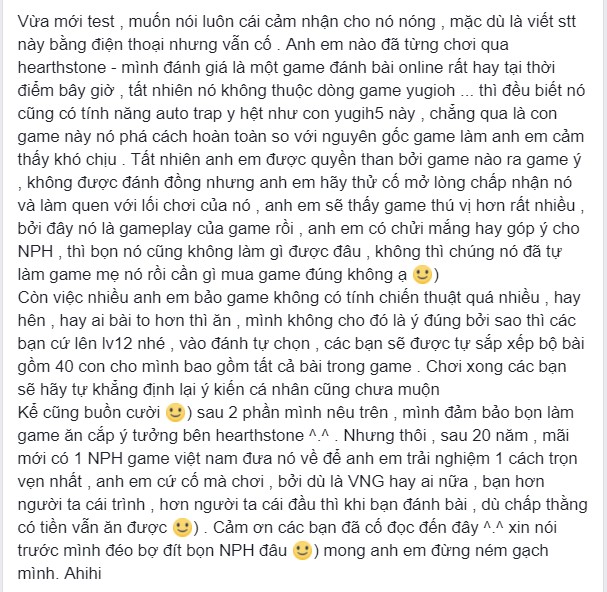 Vừa mới test , muốn nói luôn cái cảm nhận cho nó nóng , mặc dù là viết stt
này bằng điện thoại nhưng vẫn cố . Anh em nào đã từng chơi qua
hearthstone - mình đánh giá là một game đánh bài online rất hay tại thời
điểm bây giờ , tất nhiên nó không thuộc dòng game yugioh ... thì đều biết nó
cũng có tính năng auto trap y hệt như con yugih5 này , chẳng qua là con
game này nó phá cách hoàn toàn so với nguyên gốc game làm anh em cảm
thấy khó chịu . Tất nhiên anh em được quyền than bởi game nào ra game ý
, không được đánh đồng nhưng anh em hãy thử cố mở lòng chấp nhận nó
và làm quen với lối chơi của nó , anh em sẽ thấy game thú vị hơn rất nhiều ,
bởi đây nó là gameplay của game rồi , anh em có chửi mắng hay góp ý cho
NPH , thì bọn nó cũng không làm gì được đâu , không thì chúng nó đã tự
làm game mẹ nó rồi cần gì mua game đúng không ạ 🙂)
Còn việc nhiều anh em bảo game không có tính chiến thuật quá nhiều , hay
hên , hay ai bài to hơn thì ăn , mình không cho đó là ý đúng bởi sao thì các
bạn cứ lên lv12 nhé , vào đánh tự chọn , các bạn sẽ được tự sắp xếp bộ bài
gồm 40 con cho mình bao gồm tất cả bài trong game . Chơi xong các bạn
sẽ hãy tự khẳng định lại ý kiến cá nhân cũng chưa muộn
Kể cũng buồn cười 🙂) sau 2 phần mình nêu trên , mình đảm bảo bọn làm
game ăn cắp ý tưởng bên hearthstone ^.^ . Nhưng thôi , sau 20 năm , mãi
mới có 1 NPH game việt nam đưa nó về để anh em trải nghiệm 1 cách trọn
vẹn nhất , anh em cứ cố mà chơi , bởi dù là VNG hay ai nữa , bạn hơn
người ta cái trình , hơn người ta cái đầu thì khi bạn đánh bài , dù chấp thằng
có tiền vẫn ăn được 🙂) . Cảm ơn các bạn đã cố đọc đến đây ^.^ xin nói
trước mình đéo bợ đít bọn NPH đâu 🙂) mong anh em đừng ném gạch
mình. Ahihi